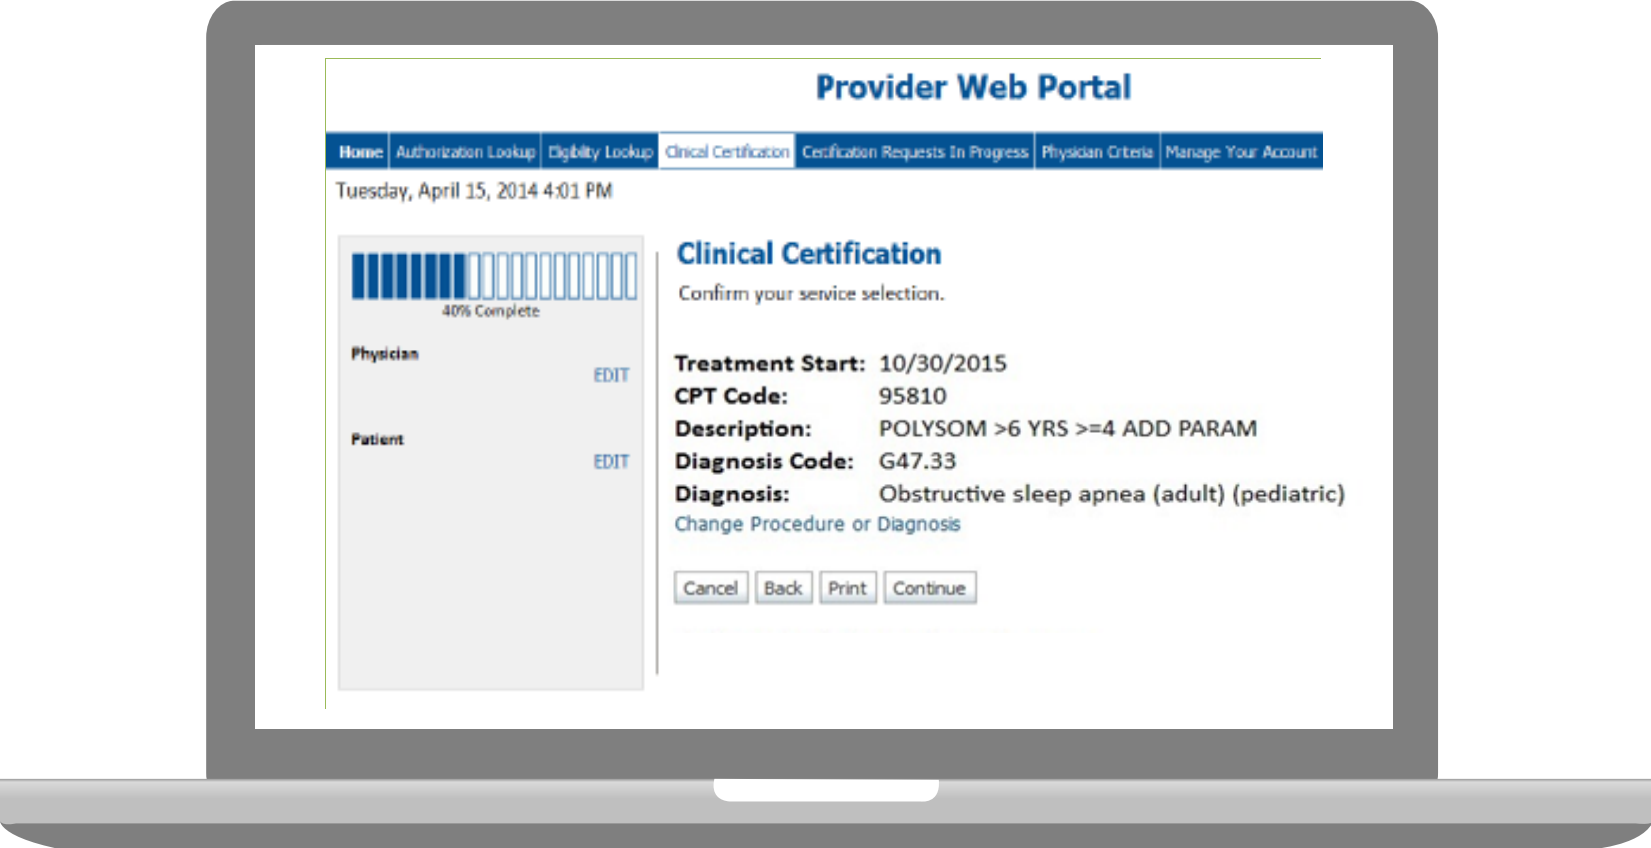 Provider Web Portal
Home Authorization Lookup Eligibility Lookup Clinical Certification Certification Requests In Progress Physician Criteria Manage Your Account
Tuesday, April 15, 2014 4:01 PM
40% Complete
Physician
EDIT
Patient
EDIT
Clinical Certification
Confirm your service selection.
Treatment Start: 10/30/2015
CPT Code: 95810
Description: POLYSOM >6 YRS >=4 ADD PARAM
Diagnosis Code: G47.33
Diagnosis: Obstructive sleep apnea (adult) (pediatric)
Change Procedure or Diagnosis
Cancel Back Print Continue